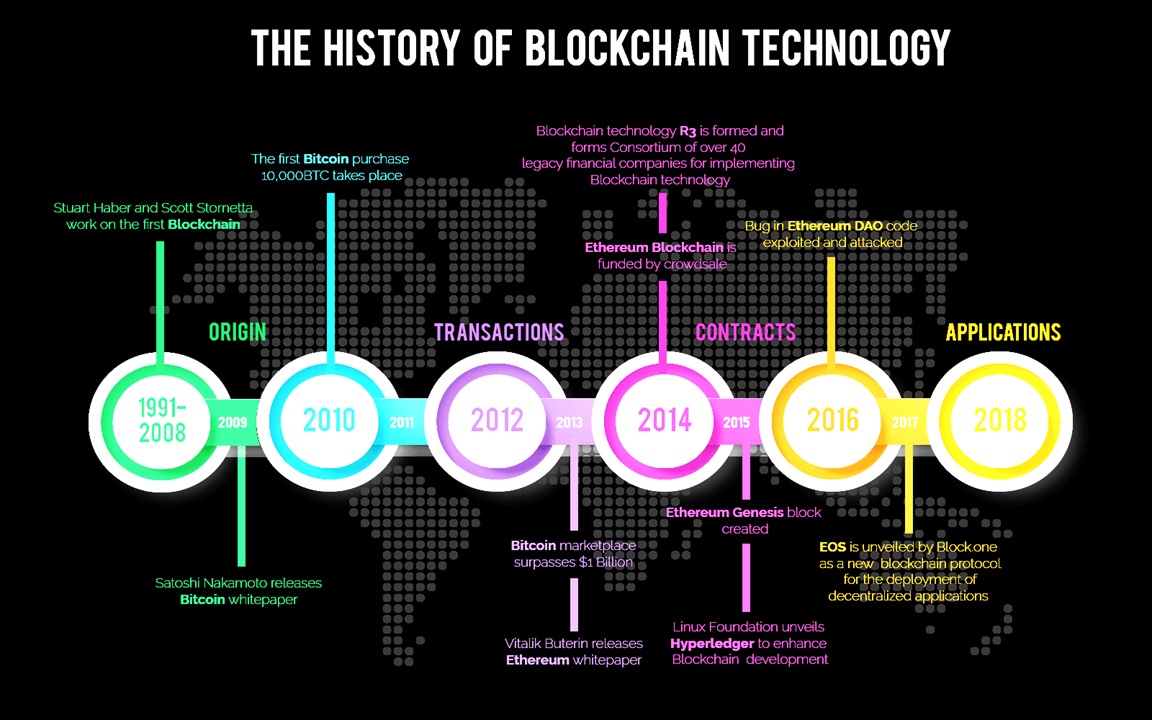 THE HISTORY OF BLOCKCHAIN TECHNOLOGY
Blockchain technology R3 is formed and
forms Consortium of over 40
legacy financial companies for implementing
Blockchain technology
The first Bitcoin purchase
10,000BTC takes place
Stuart Haber and Scott Stornetta
work on the first Blockchain
Bug in Ethereum DAO code
exploited and attacked
Ethereum Blockchain is
funded by crowdsale
ORIGIN
TRANSACTIONS
CONTRACTS
APPLICATIONS
1991-
2008
2009
2010
2011
2012
2013
2014
2015
2016
2017
2018
Ethereum Genesis block
created
Bitcoin marketplace
surpasses $1 Billion
EOS is unveiled by Block.one
as a new blockchain protocol
for the deployment of
decentralized applications
Satoshi Nakamoto releases
Bitcoin whitepaper
Vitalik Buterin releases
Ethereum whitepaper
Linux Foundation unveils
Hyperledger to enhance
Blockchain development